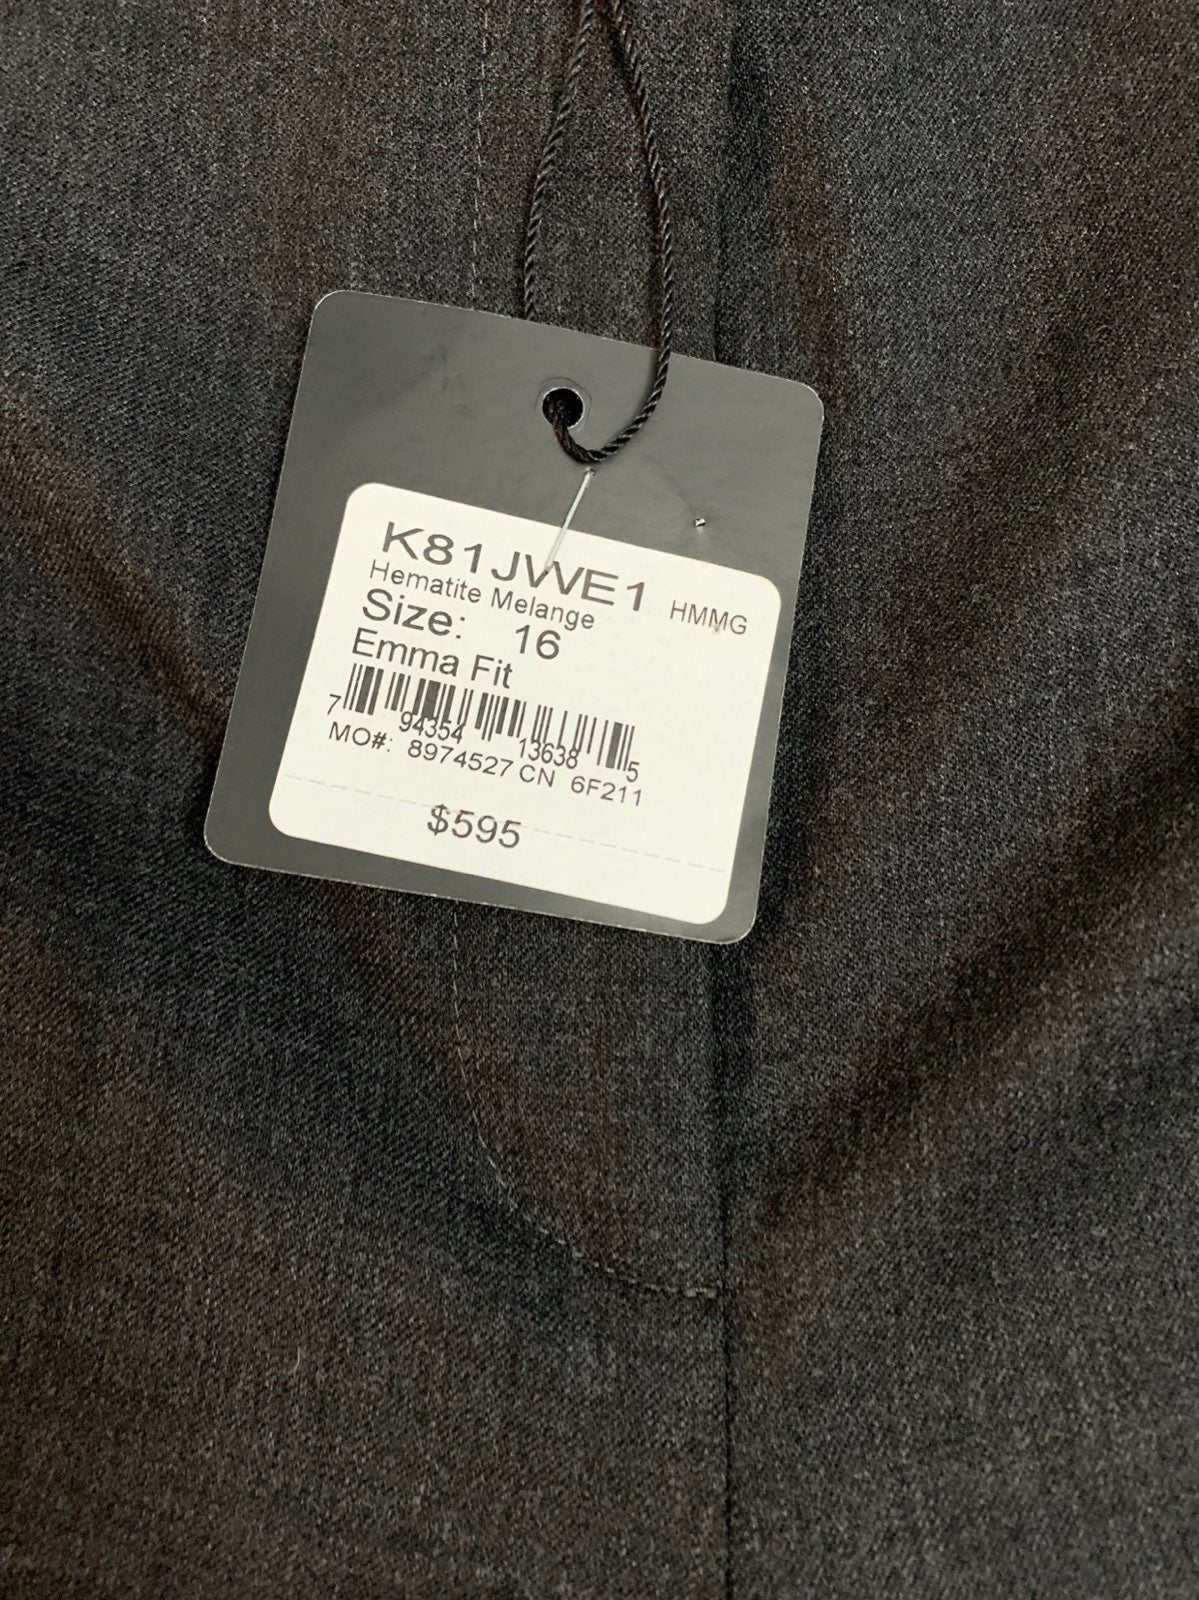 K81JWE1 HMMG
Hematite Melange
Size: 16
Emma Fit
7 94354 13638 5
MO#: 8974527 CN 6F211
$595